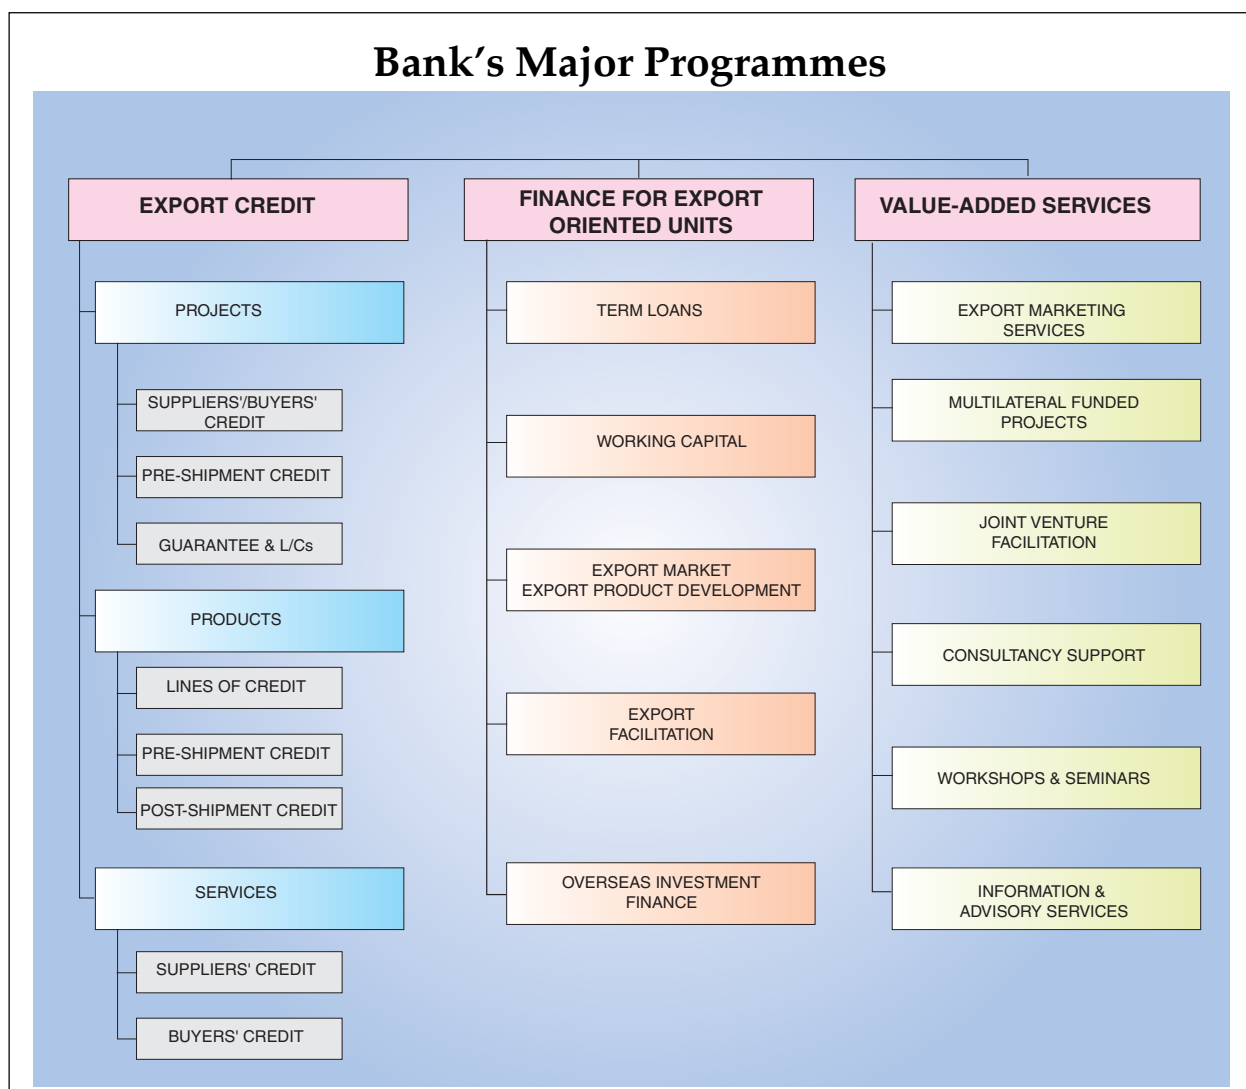 Bank’s Major Programmes
EXPORT CREDIT
PROJECTS
SUPPLIERS'/BUYERS'
CREDIT
PRE-SHIPMENT CREDIT
GUARANTEE & L/Cs
PRODUCTS
LINES OF CREDIT
PRE-SHIPMENT CREDIT
POST-SHIPMENT CREDIT
SERVICES
SUPPLIERS' CREDIT
BUYERS' CREDIT
FINANCE FOR EXPORT
ORIENTED UNITS
TERM LOANS
WORKING CAPITAL
EXPORT MARKET
EXPORT PRODUCT DEVELOPMENT
EXPORT
FACILITATION
OVERSEAS INVESTMENT
FINANCE
VALUE-ADDED SERVICES
EXPORT MARKETING
SERVICES
MULTILATERAL FUNDED
PROJECTS
JOINT VENTURE
FACILITATION
CONSULTANCY SUPPORT
WORKSHOPS & SEMINARS
INFORMATION &
ADVISORY SERVICES